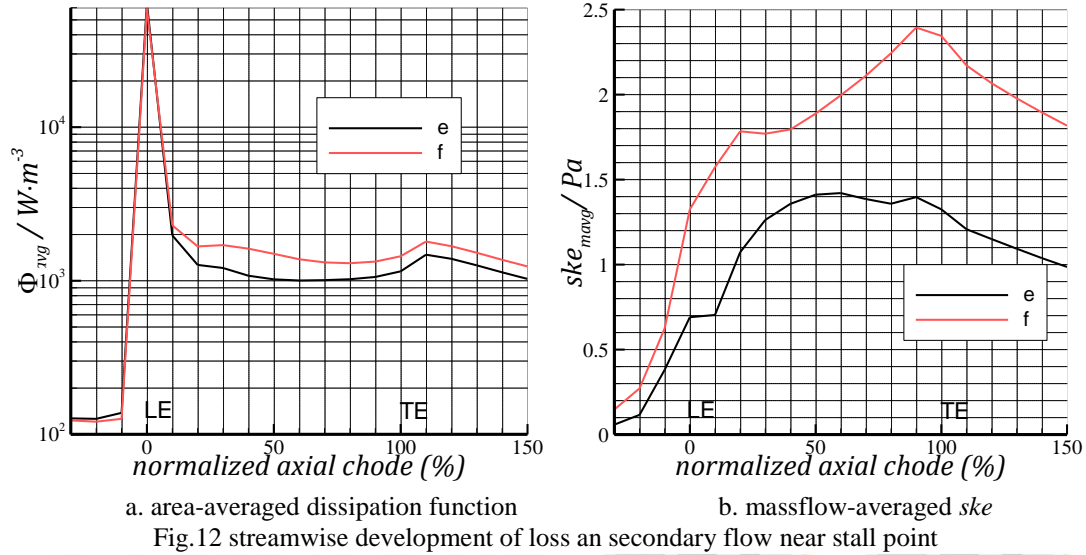 10⁴
10³
10²
Φavg / W·m⁻³
e
f
LE
TE
0
50
100
150
normalized axial chode (%)
2.5
2
1.5
1
0.5
0
skemavg / Pa
e
f
LE
TE
0
50
100
150
normalized axial chode (%)
a. area-averaged dissipation function
b. massflow-averaged ske
Fig.12 streamwise development of loss an secondary flow near stall point